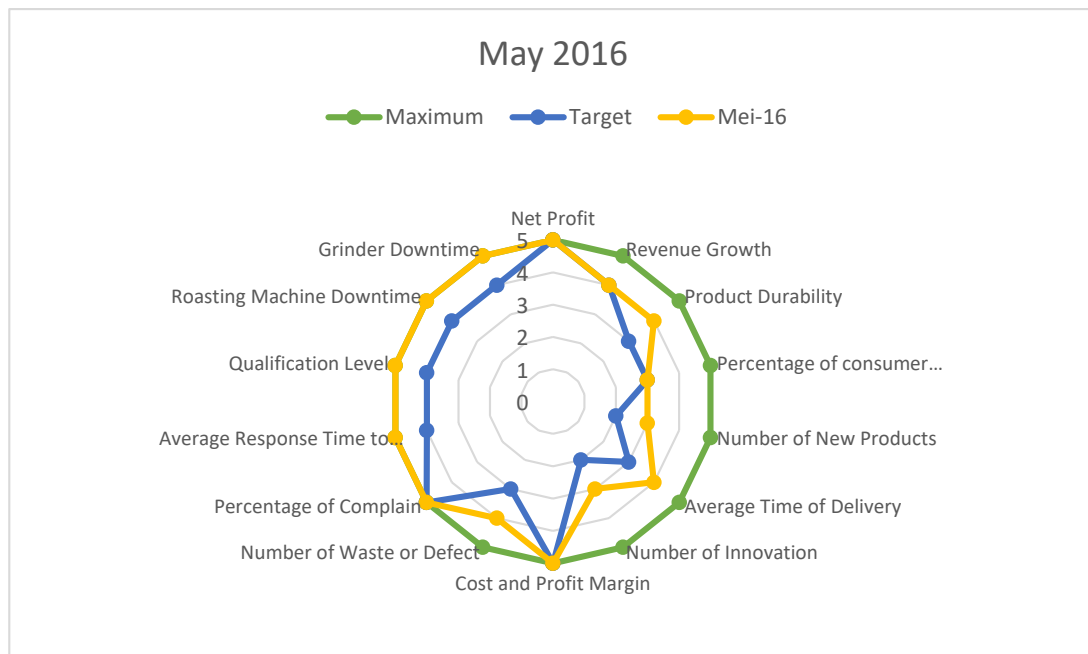 May 2016
Maximum Target Mei-16
Net Profit
Grinder Downtime
5
Revenue Growth
4
Roasting Machine Downtime
Product Durability
3
2
Qualification Level
Percentage of consumer...
1
0
Average Response Time to...
Number of New Products
Percentage of Complain
Average Time of Delivery
Number of Waste or Defect
Number of Innovation
Cost and Profit Margin